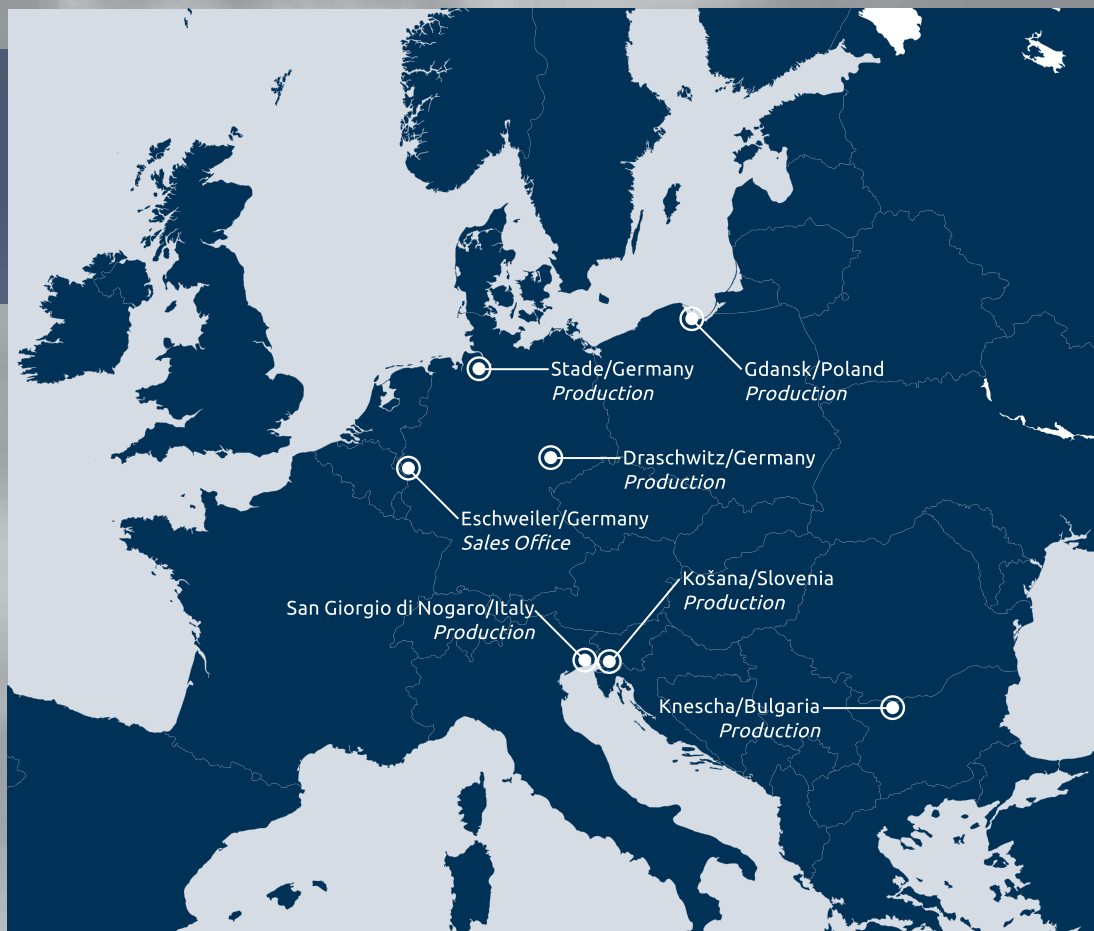 Stade/Germany
Production
Gdansk/Poland
Production
Draschwitz/Germany
Production
Eschweiler/Germany
Sales Office
Košana/Slovenia
Production
San Giorgio di Nogaro/Italy
Production
Knescha/Bulgaria
Production